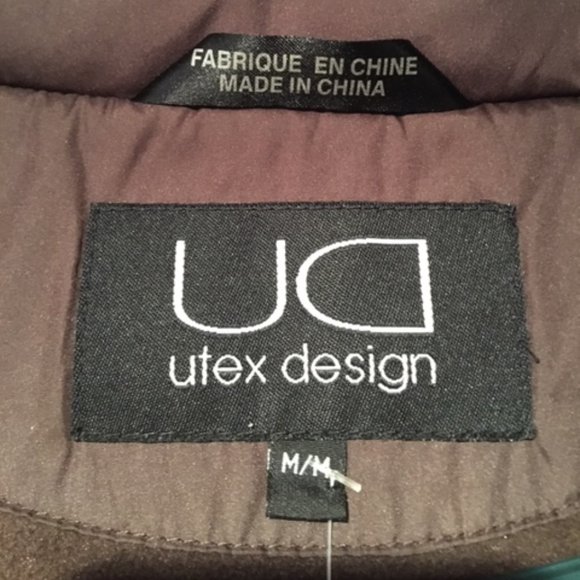 FABRIQUE EN CHINE
MADE IN CHINA
UD
utex design
M/M